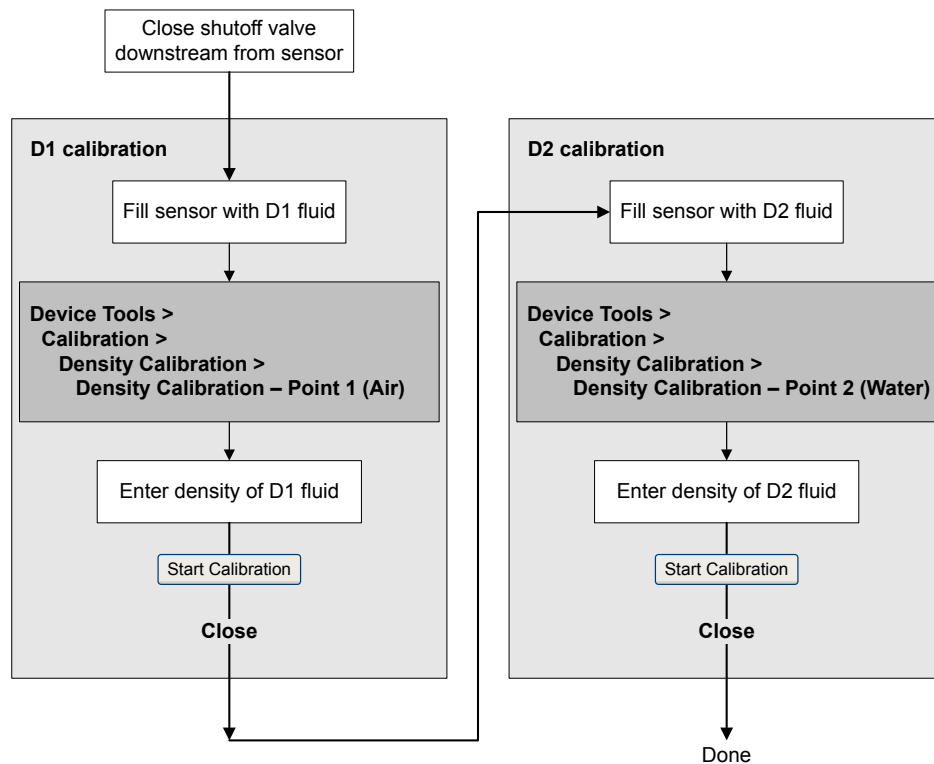 Close shutoff valve
downstream from sensor
D1 calibration
Fill sensor with D1 fluid
Device Tools >
Calibration >
Density Calibration >
Density Calibration – Point 1 (Air)
Enter density of D1 fluid
Start Calibration
Close
D2 calibration
Fill sensor with D2 fluid
Device Tools >
Calibration >
Density Calibration >
Density Calibration – Point 2 (Water)
Enter density of D2 fluid
Start Calibration
Close
Done